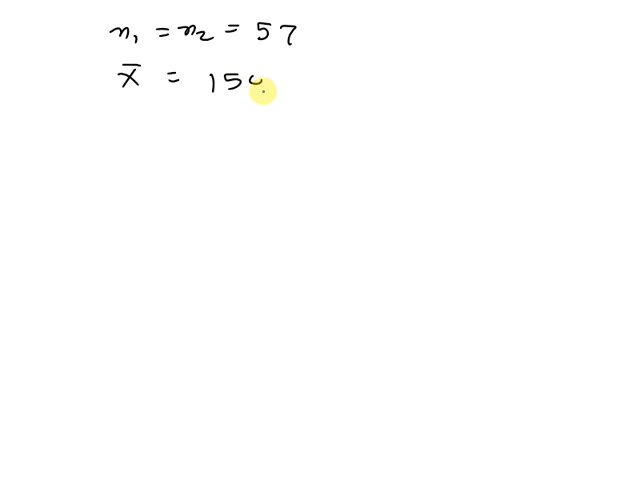 n₁ = n₂ = 57
x̄ = 15